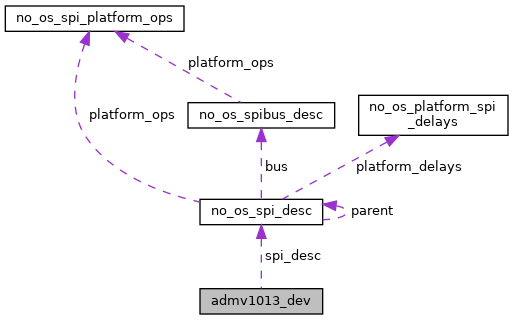 no_os_spi_platform_ops
platform_ops
no_os_platform_spi
_delays
platform_ops
no_os_spibus_desc
bus
platform_delays
no_os_spi_desc
parent
spi_desc
admv1013_dev